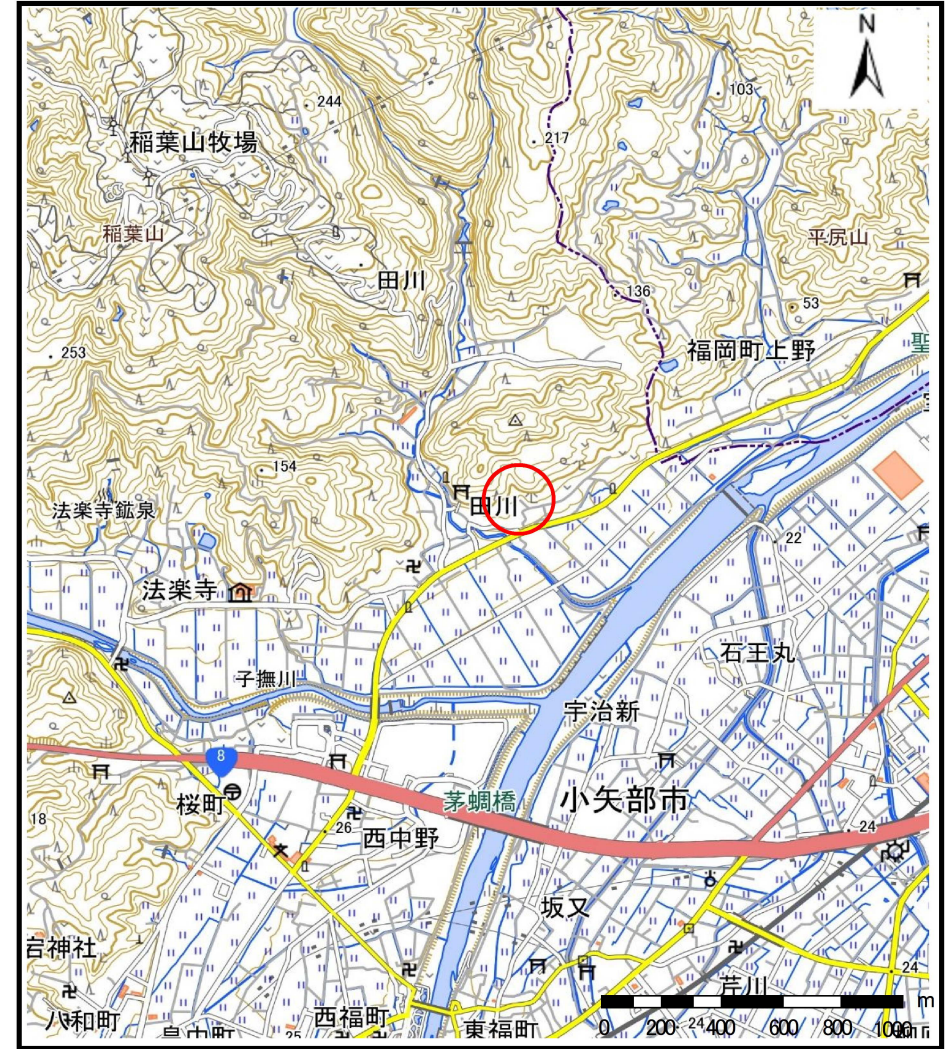 N
244
103
稲葉山牧場
217
稲葉山
平尻山
田川
136
53
福岡町上野
聖
253
154
田川
法楽寺鉱泉
22
法楽寺
石王丸
子撫川
宇治新
8
桜町
茅蜩橋
小矢部市
18
26
24
西中野
坂又
岩神社
24
芹川
m
八和町
西福町
東福町
0 200 400 600 800 1000
24
25